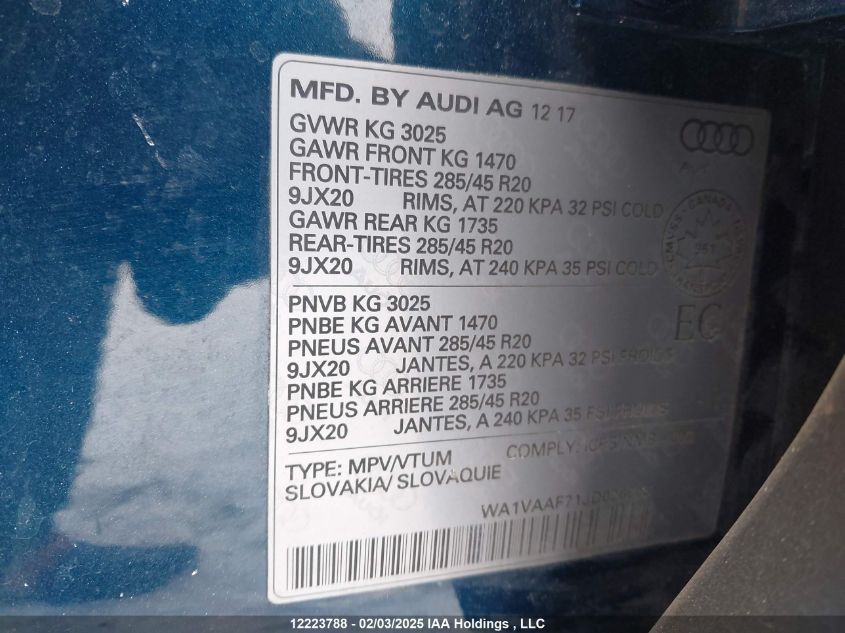 MFD. BY AUDI AG 12 17
GVWR KG 3025
GAWR FRONT KG 1470
FRONT-TIRES 285/45 R20
9JX20 RIMS, AT 220 KPA 32 PSI COLD
GAWR REAR KG 1735
REAR-TIRES 285/45 R20
9JX20 RIMS, AT 240 KPA 35 PSI COLD
CANADA
PNVB KG 3025
PNBE KG AVANT 1470
PNEUS AVANT 285/45 R20
9JX20 JANTES, A 220 KPA 32 PSI
EC
PNBE KG ARRIERE 1735
PNEUS ARRIERE 285/45 R20
9JX20 JANTES, A 240 KPA 35 PSI
COMPLY:
TYPE: MPV/VTUM
SLOVAKIA/ SLOVAQUIE
12223788 - 02/03/2025 IAA Holdings , LLC